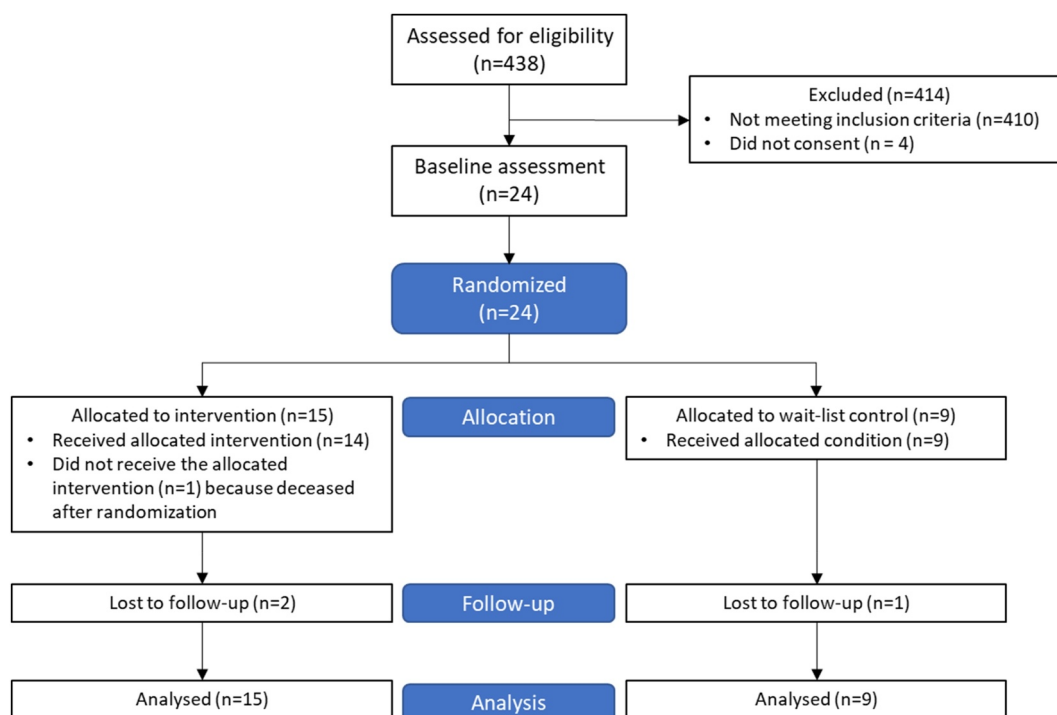 Assessed for eligibility
(n=438)
Excluded (n=414)
• Not meeting inclusion criteria (n=410)
• Did not consent (n = 4)
Baseline assessment
(n=24)
Randomized
(n=24)
Allocated to intervention (n=15)
• Received allocated intervention (n=14)
• Did not receive the allocated
intervention (n=1) because deceased
after randomization
Allocation
Allocated to wait-list control (n=9)
• Received allocated condition (n=9)
Lost to follow-up (n=2)
Follow-up
Lost to follow-up (n=1)
Analysed (n=15)
Analysis
Analysed (n=9)